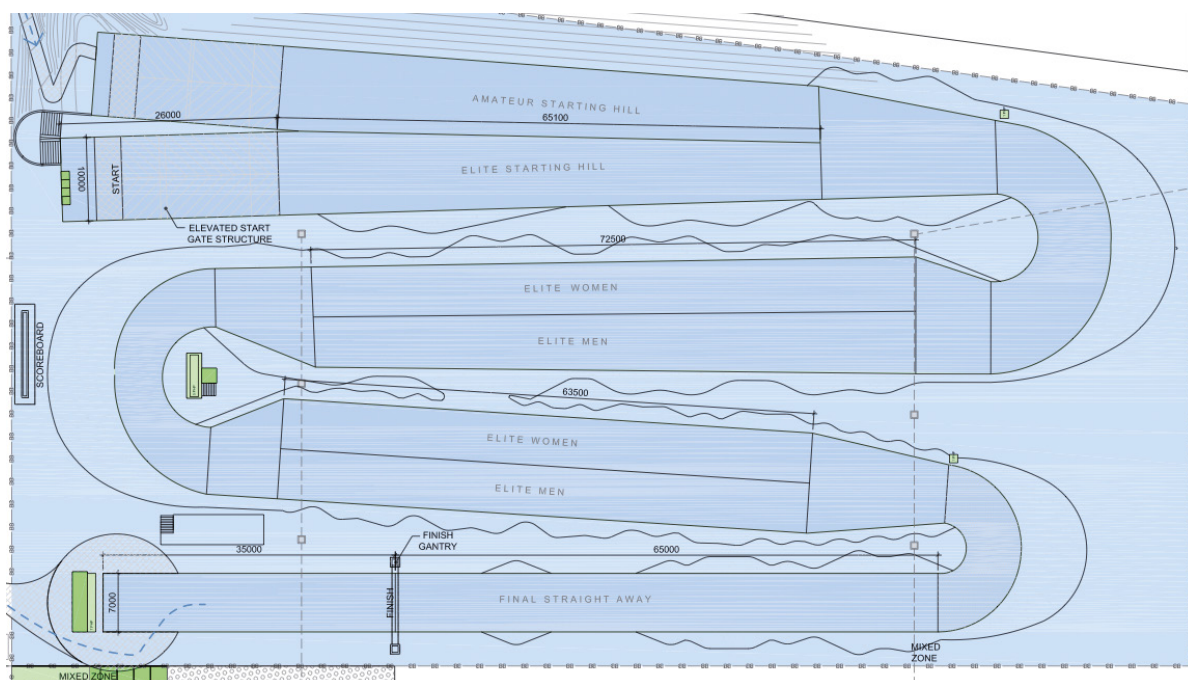 AMATEUR STARTING HILL
26000
65100
ELITE STARTING HILL
10000
START
ELEVATED START
GATE STRUCTURE
72500
ELITE WOMEN
ELITE MEN
SCOREBOARD
63500
ELITE WOMEN
ELITE MEN
FINISH
GANTRY
35000
65000
7000
FINISH
FINAL STRAIGHT AWAY
MIXED
ZONE
MIXED ZONE